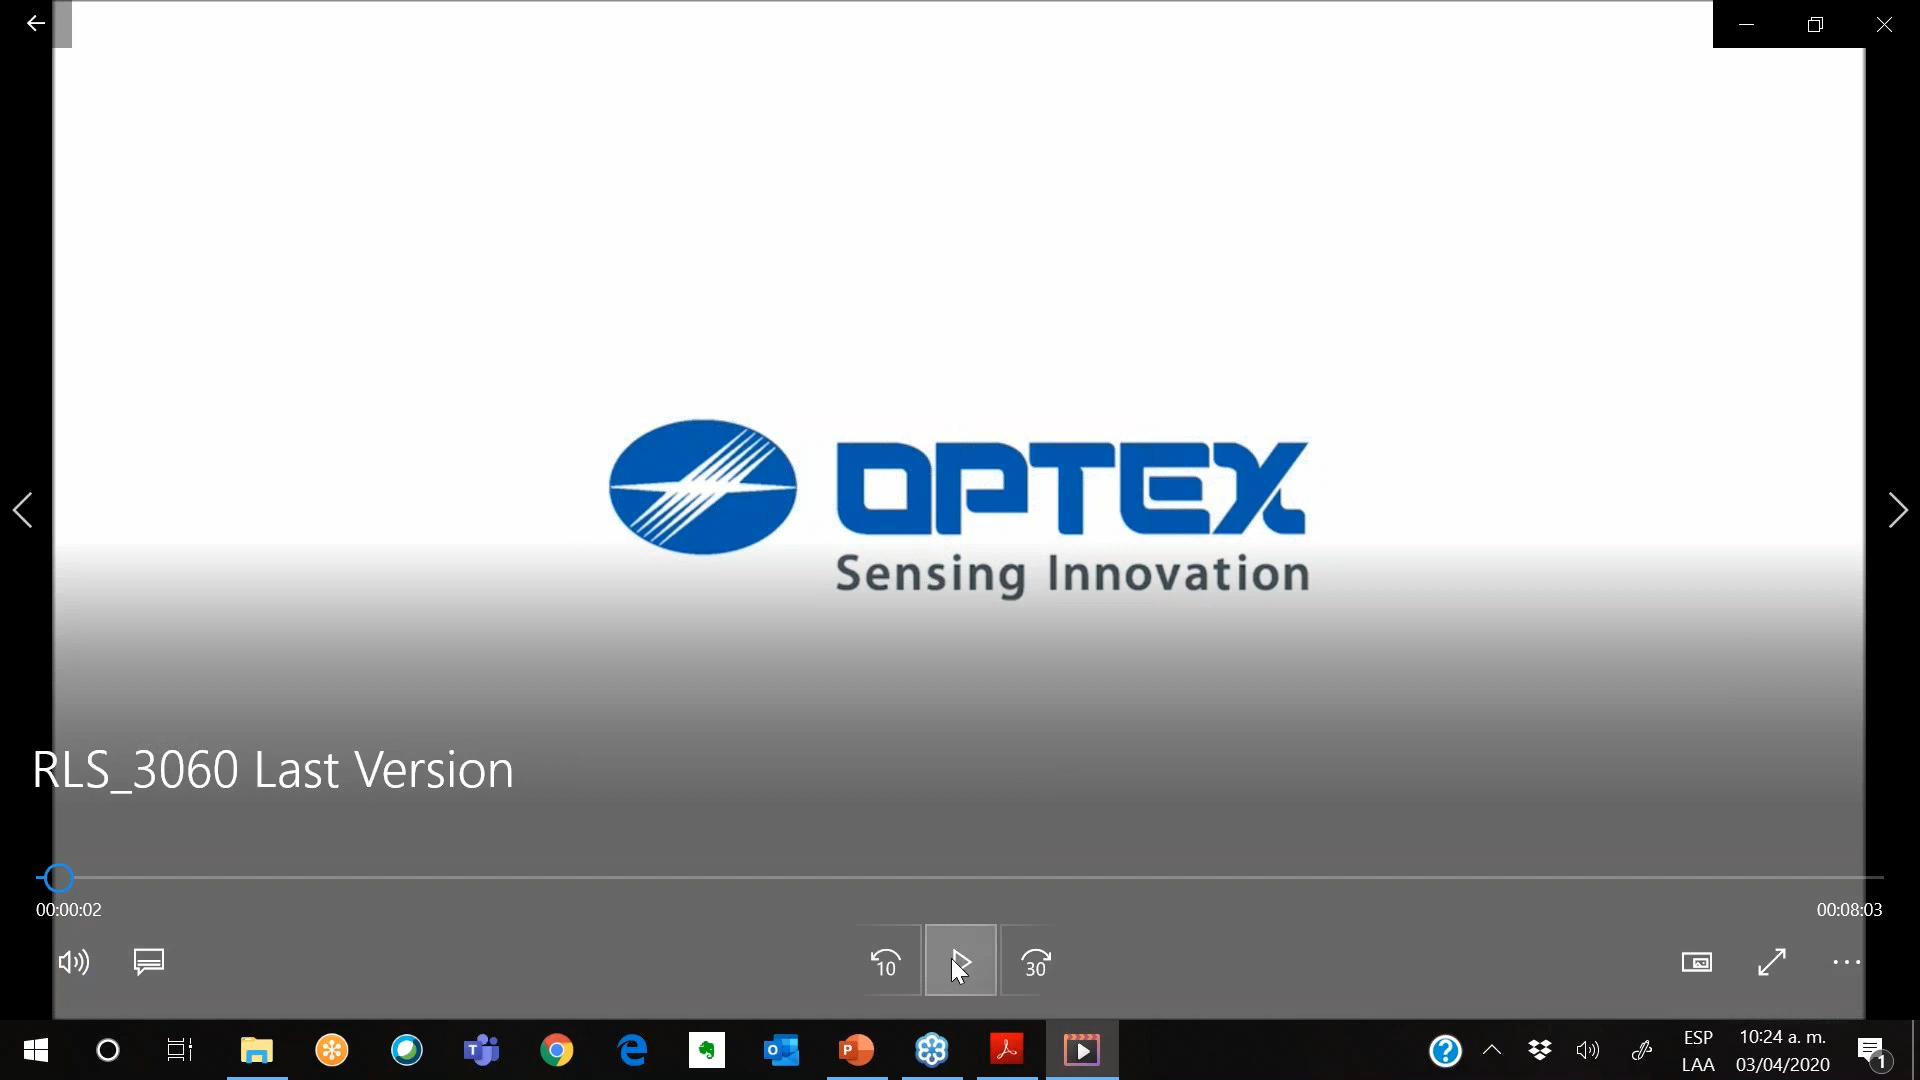 OPTEX
Sensing Innovation
RLS_3060 Last Version
00:00:02
00:08:03
10
30
ESP
LAA
10:24 a. m.
03/04/2020
1